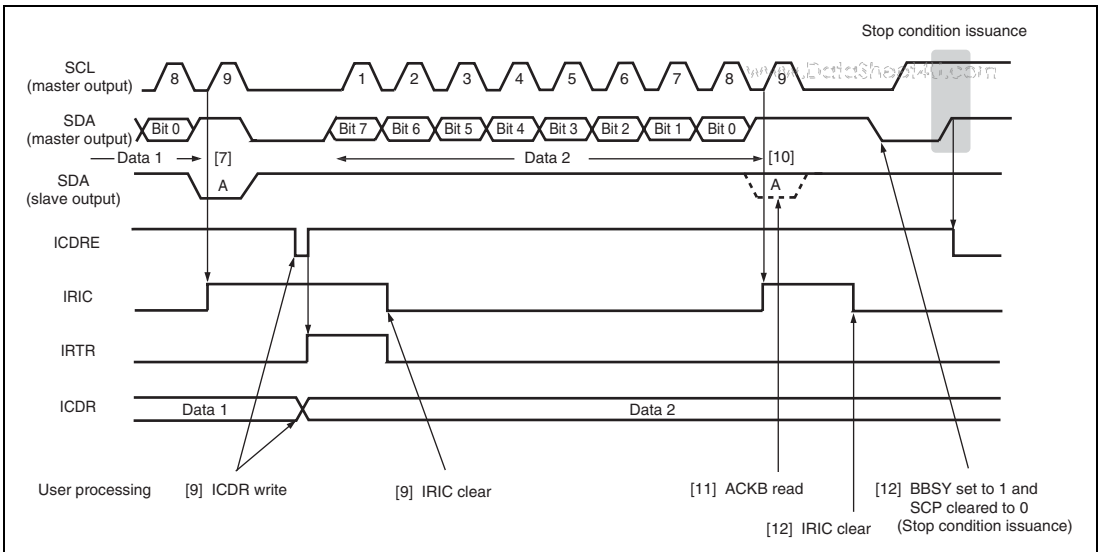 Stop condition issuance
SCL
(master output)
8 9 1 2 3 4 5 6 7 8 9
www.DataSheet4U.com
SDA
(master output)
Bit 0 Bit 7 Bit 6 Bit 5 Bit 4 Bit 3 Bit 2 Bit 1 Bit 0
Data 1 [7] Data 2 [10]
SDA
(slave output)
A A
ICDRE
IRIC
IRTR
ICDR
Data 1 Data 2
User processing
[9] ICDR write
[9] IRIC clear
[11] ACKB read
[12] IRIC clear
[12] BBSY set to 1 and
SCP cleared to 0
(Stop condition issuance)